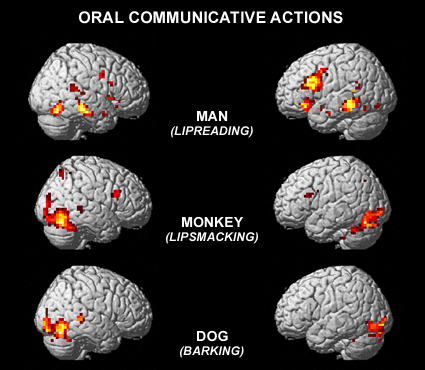 ORAL COMMUNICATIVE ACTIONS
MAN
(LIPREADING)
MONKEY
(LIPSMACKING)
DOG
(BARKING)